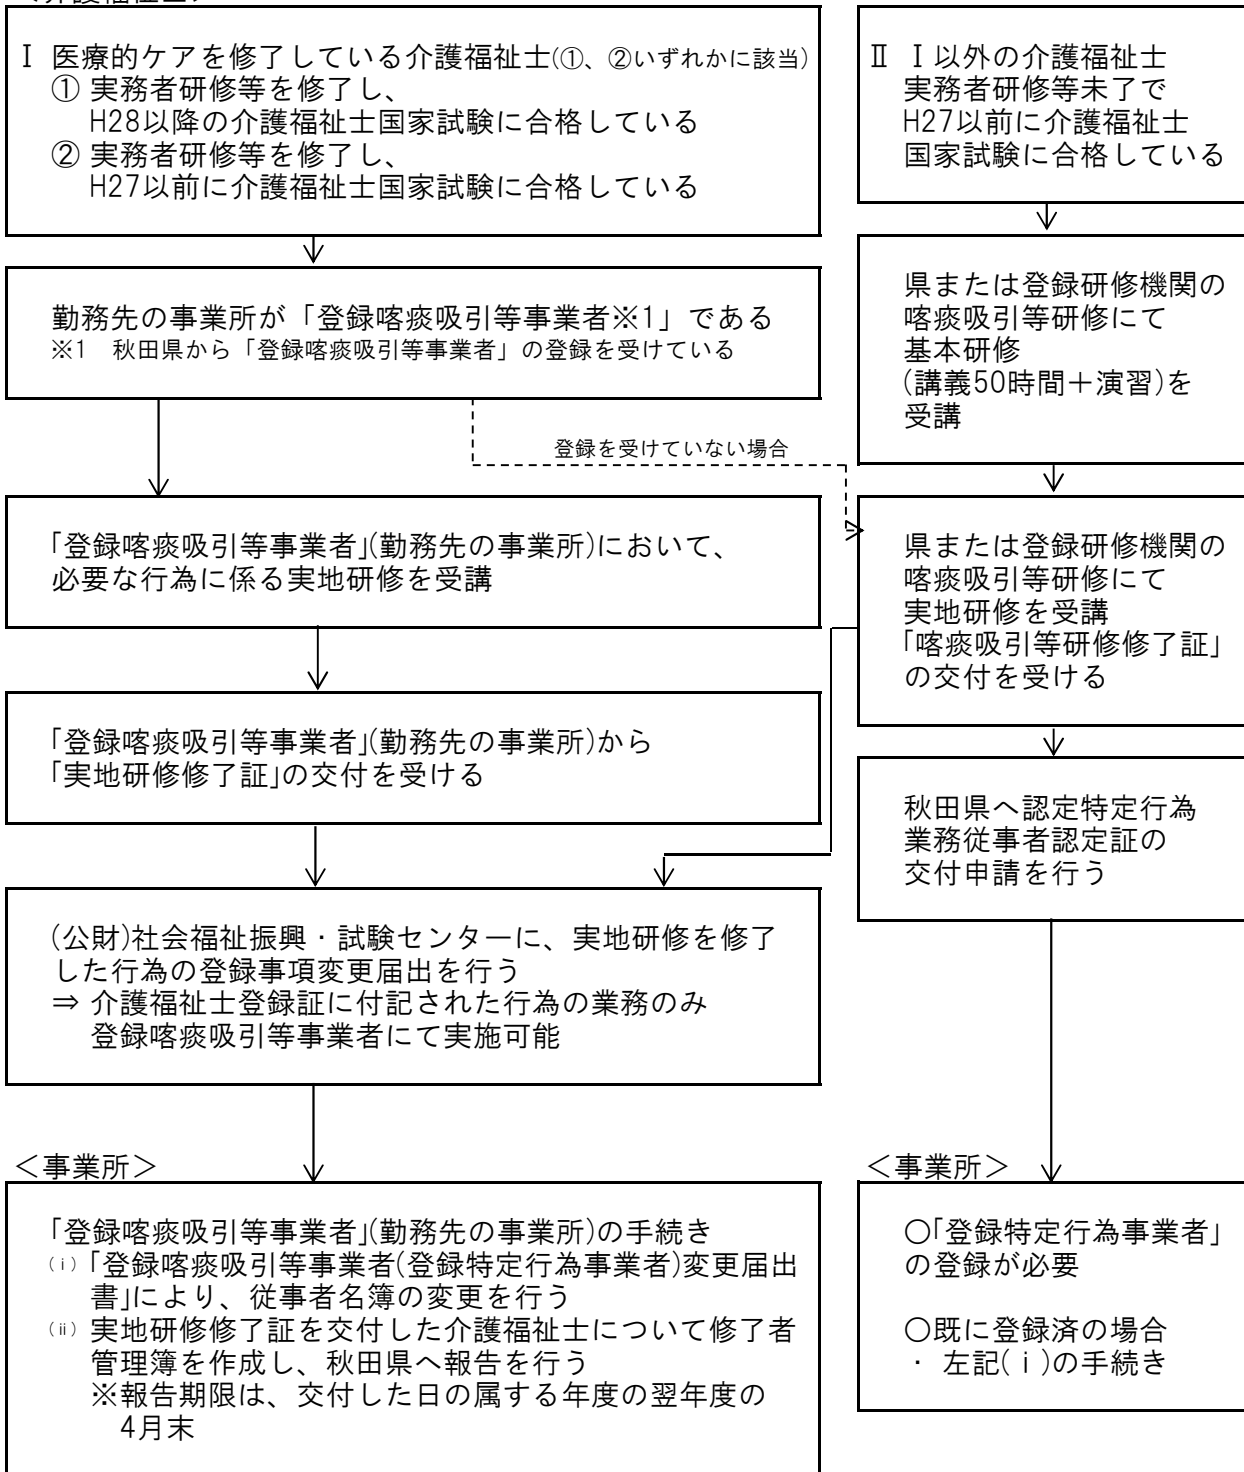 Ⅰ 医療的ケアを修了している介護福祉士(①、②いずれかに該当)
① 実務者研修等を修了し、
H28以降の介護福祉士国家試験に合格している
② 実務者研修等を修了し、
H27以前に介護福祉士国家試験に合格している
Ⅱ Ⅰ以外の介護福祉士
実務者研修等未了で
H27以前に介護福祉士
国家試験に合格している
勤務先の事業所が「登録喀痰吸引等事業者※1」である
※1 秋田県から「登録喀痰吸引等事業者」の登録を受けている
県または登録研修機関の
喀痰吸引等研修にて
基本研修
(講義50時間＋演習)を
受講
登録を受けていない場合
「登録喀痰吸引等事業者」(勤務先の事業所)において、
必要な行為に係る実地研修を受講
県または登録研修機関の
喀痰吸引等研修にて
実地研修を受講
「喀痰吸引等研修修了証」
の交付を受ける
「登録喀痰吸引等事業者」(勤務先の事業所)から
「実地研修修了証」の交付を受ける
秋田県へ認定特定行為
業務従事者認定証の
交付申請を行う
(公財)社会福祉振興・試験センターに、実地研修を修了
した行為の登録事項変更届出を行う
⇒ 介護福祉士登録証に付記された行為の業務のみ
登録喀痰吸引等事業者にて実施可能
＜事業所＞
「登録喀痰吸引等事業者」(勤務先の事業所)の手続き
(ⅰ)「登録喀痰吸引等事業者(登録特定行為事業者)変更届出
書」により、従事者名簿の変更を行う
(ⅱ) 実地研修修了証を交付した介護福祉士について修了者
管理簿を作成し、秋田県へ報告を行う
※報告期限は、交付した日の属する年度の翌年度の
4月末
＜事業所＞
○「登録特定行為事業者」
の登録が必要
○既に登録済の場合
・ 左記(ⅰ)の手続き